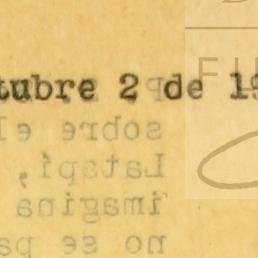 tubre 2 de 19
sobre el
Latapí,
imagina
no se pa